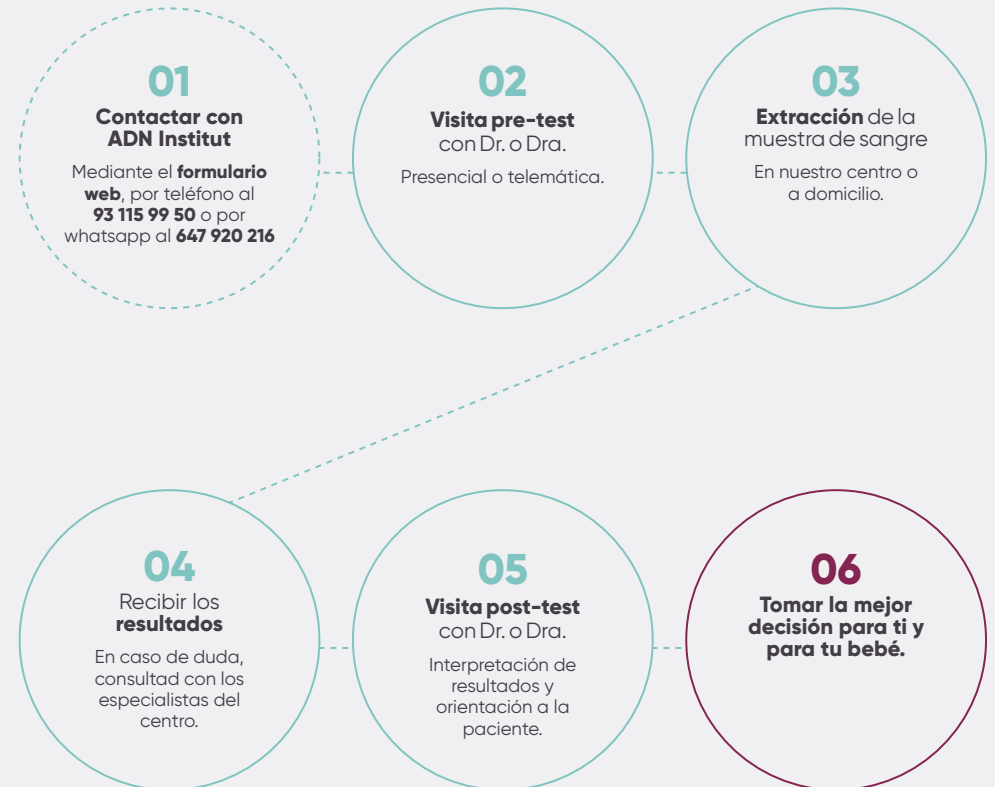 01
Contactar con
ADN Institut
Mediante el formulario
web, por teléfono al
93 115 99 50 o por
whatsapp al 647 920 216
02
Visita pre-test
con Dr. o Dra.
Presencial o telemática.
03
Extracción de la
muestra de sangre
En nuestro centro o
a domicilio.
04
Recibir los
resultados
En caso de duda,
consultad con los
especialistas del
centro.
05
Visita post-test
con Dr. o Dra.
Interpretación de
resultados y
orientación a la
paciente.
06
Tomar la mejor
decisión para ti y
para tu bebé.